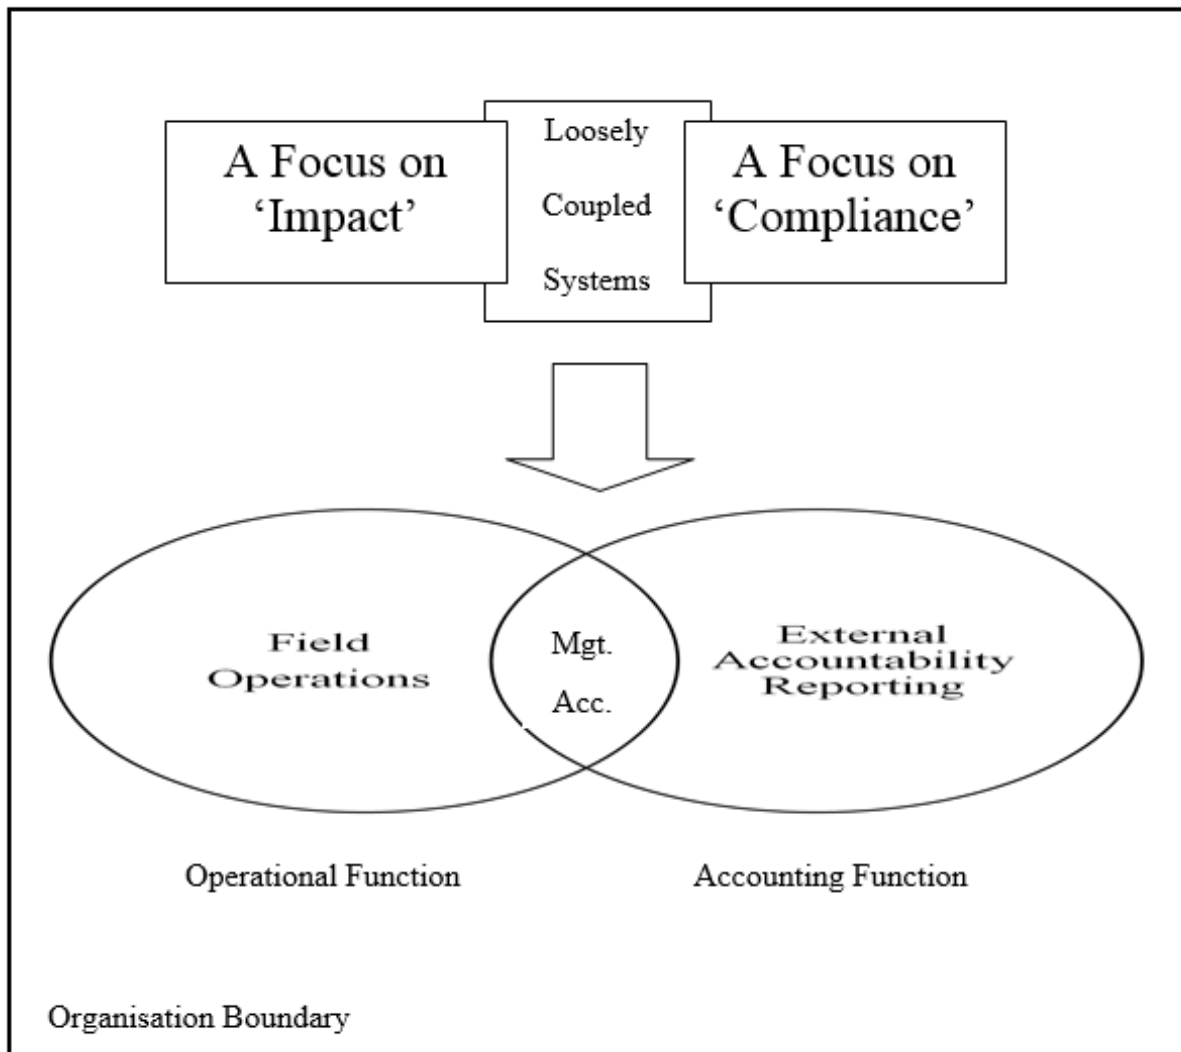 A Focus on
‘Impact’
Loosely
Coupled
Systems
A Focus on
‘Compliance’
Field
Operations
Mgt.
Acc.
External
Accountability
Reporting
Operational Function
Accounting Function
Organisation Boundary